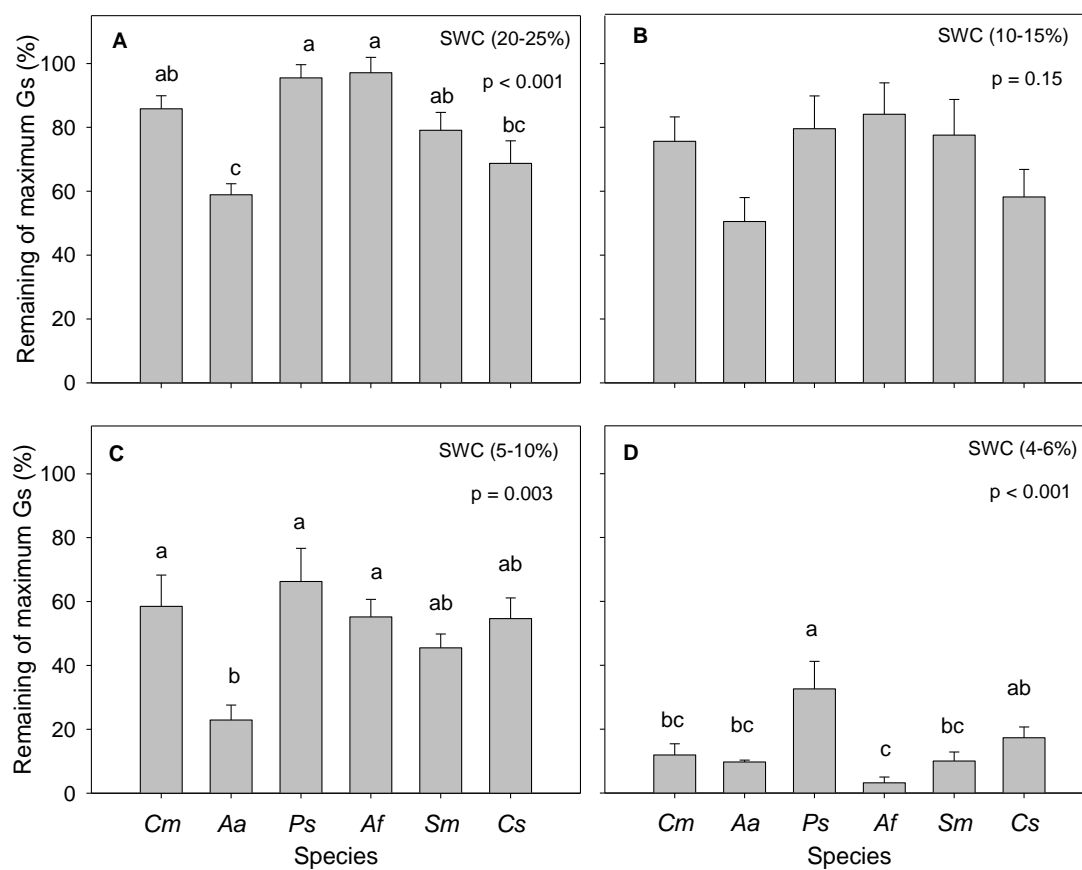 A
SWC (20-25%)
p < 0.001
Remaining of maximum Gs (%)
100
80
60
40
20
0
ab
c
a
a
ab
bc
B
SWC (10-15%)
p = 0.15
C
SWC (5-10%)
p = 0.003
Remaining of maximum Gs (%)
100
80
60
40
20
0
a
b
a
a
ab
ab
Cm Aa Ps Af Sm Cs
Species
D
SWC (4-6%)
p < 0.001
bc
bc
a
c
bc
ab
Cm Aa Ps Af Sm Cs
Species